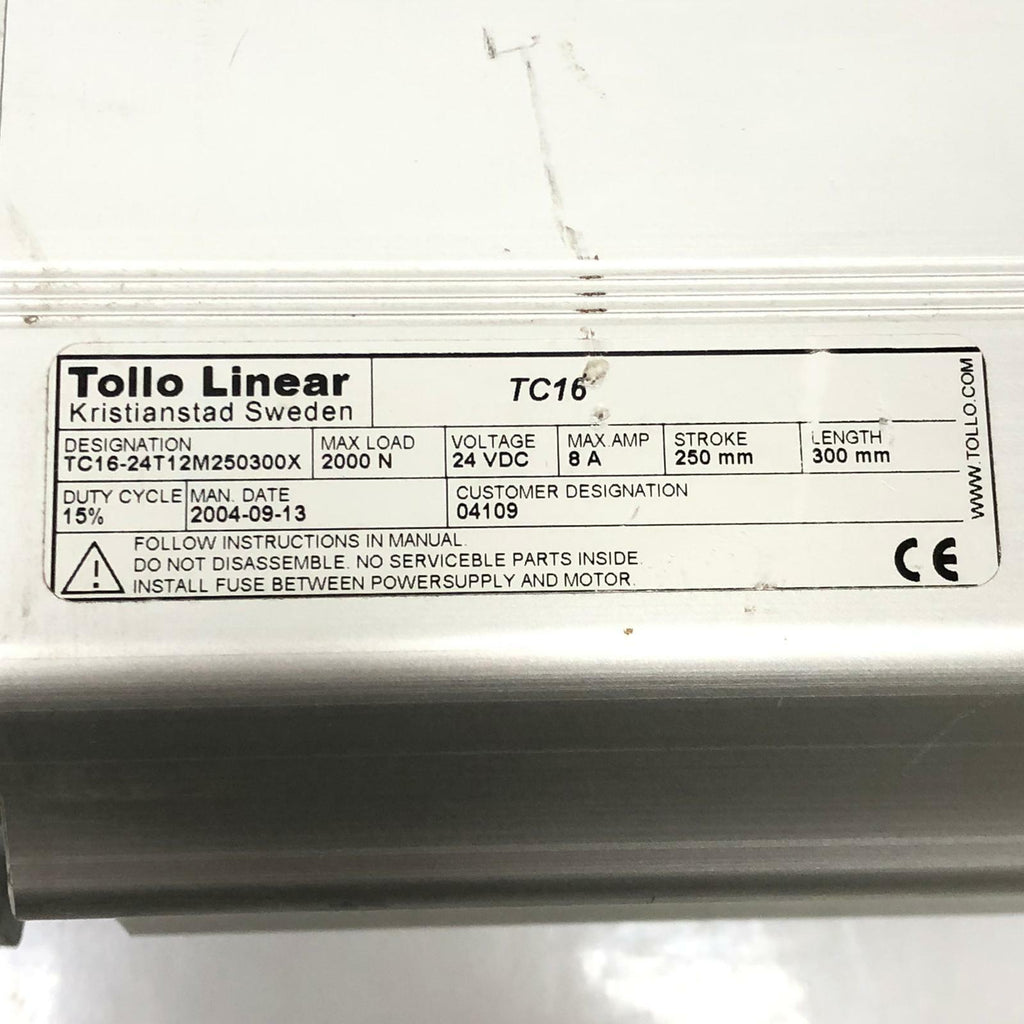 Tollo Linear
Kristianstad Sweden
TC16
DESIGNATION
TC16-24T12M250300X
MAX LOAD
2000 N
VOLTAGE
24 VDC
MAX AMP
8 A
STROKE
250 mm
LENGTH
300 mm
DUTY CYCLE
15%
MAN. DATE
2004-09-13
CUSTOMER DESIGNATION
04109
FOLLOW INSTRUCTIONS IN MANUAL.
DO NOT DISASSEMBLE. NO SERVICEBLE PARTS INSIDE.
INSTALL FUSE BETWEEN POWERSUPPLY AND MOTOR.
CE
WWW.TOLLO.COM